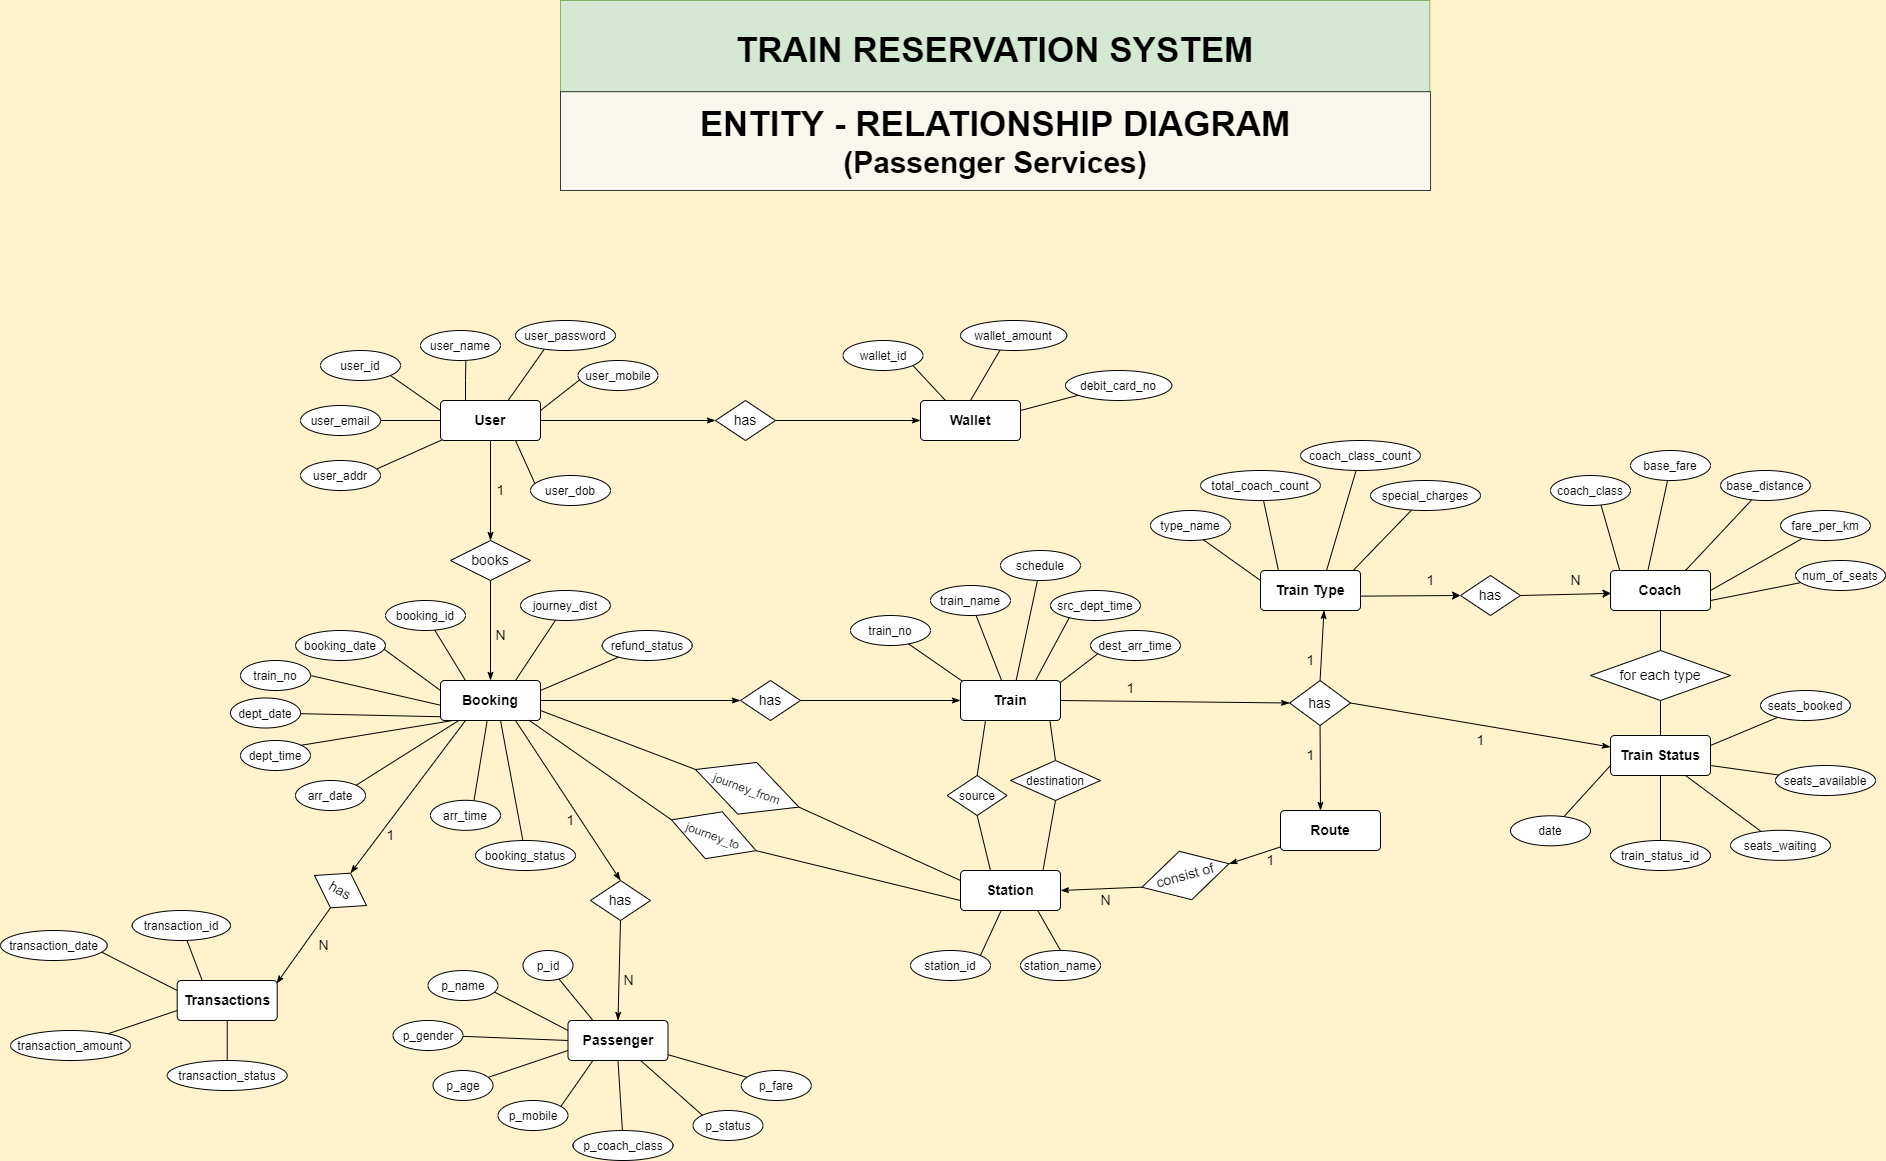 TRAIN RESERVATION SYSTEM
ENTITY - RELATIONSHIP DIAGRAM
(Passenger Services)
user_name
user_password
user_id
user_mobile
user_email
User
user_addr
user_dob
has
wallet_id
wallet_amount
debit_card_no
Wallet
1
books
N
booking_id
journey_dist
booking_date
refund_status
train_no
dept_date
Booking
dept_time
arr_date
arr_time
booking_status
has
train_no
train_name
schedule
src_dept_time
dest_arr_time
Train
1
has
1
1
1
type_name
total_coach_count
coach_class_count
special_charges
Train Type
1
has
N
coach_class
base_fare
base_distance
fare_per_km
num_of_seats
Coach
for each type
seats_booked
Train Status
seats_available
date
train_status_id
seats_waiting
Route
1
consist of
N
source
destination
journey_from
journey_to
Station
station_id
station_name
1
has
N
transaction_id
transaction_date
Transactions
transaction_amount
transaction_status
1
has
N
p_id
p_name
p_gender
Passenger
p_age
p_fare
p_mobile
p_status
p_coach_class